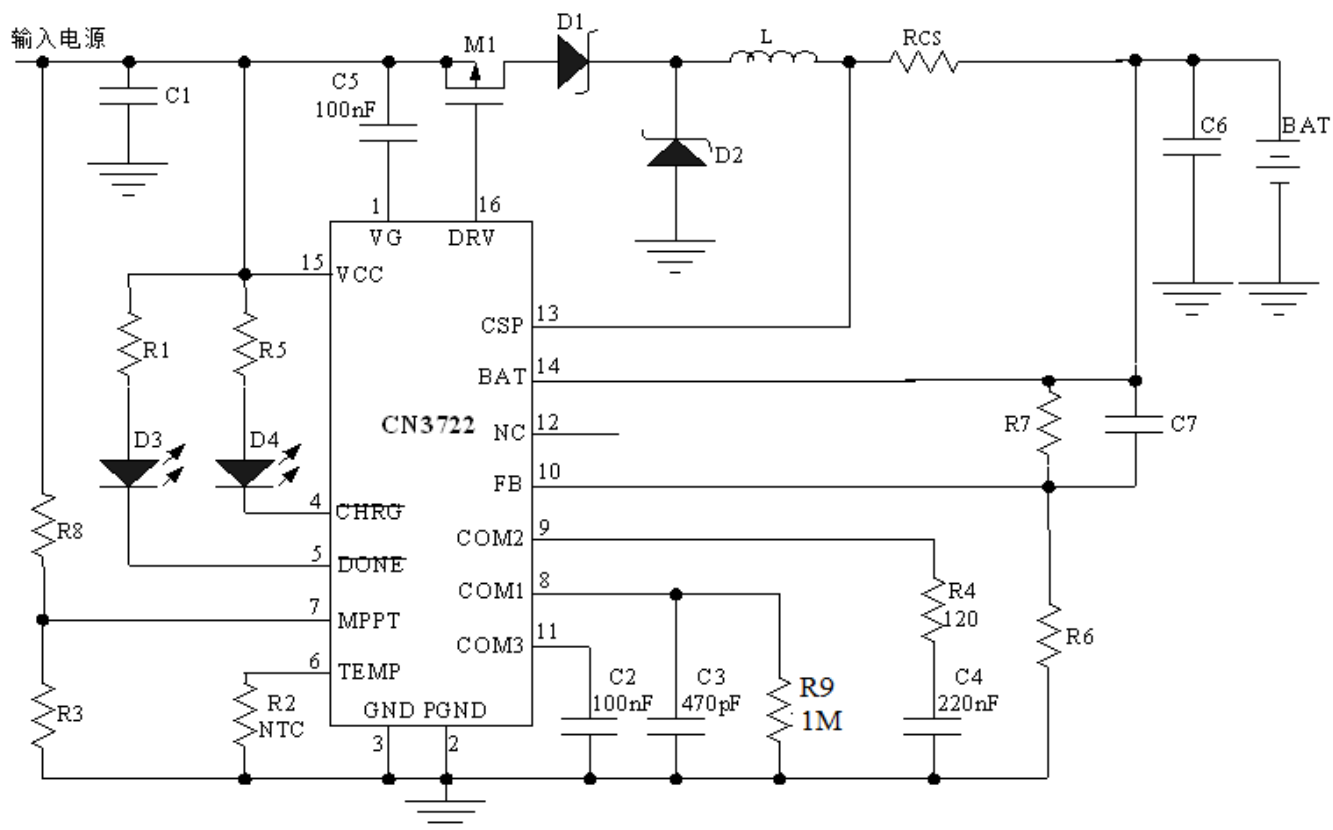 输入电源
C1
C5
100nF
M1
D1
L
RCS
D2
C6
BAT
1
VG
16
DRV
15
VCC
R1
R5
D3
D4
CN3722
13
CSP
14
BAT
12
NC
10
FB
R7
C7
4
CHRG
5
DONE
7
MPPT
6
TEMP
R8
R3
R2
NTC
9
COM2
8
COM1
11
COM3
GND
PGND
3
2
C2
100nF
C3
470pF
R9
1M
R4
120
C4
220nF
R6